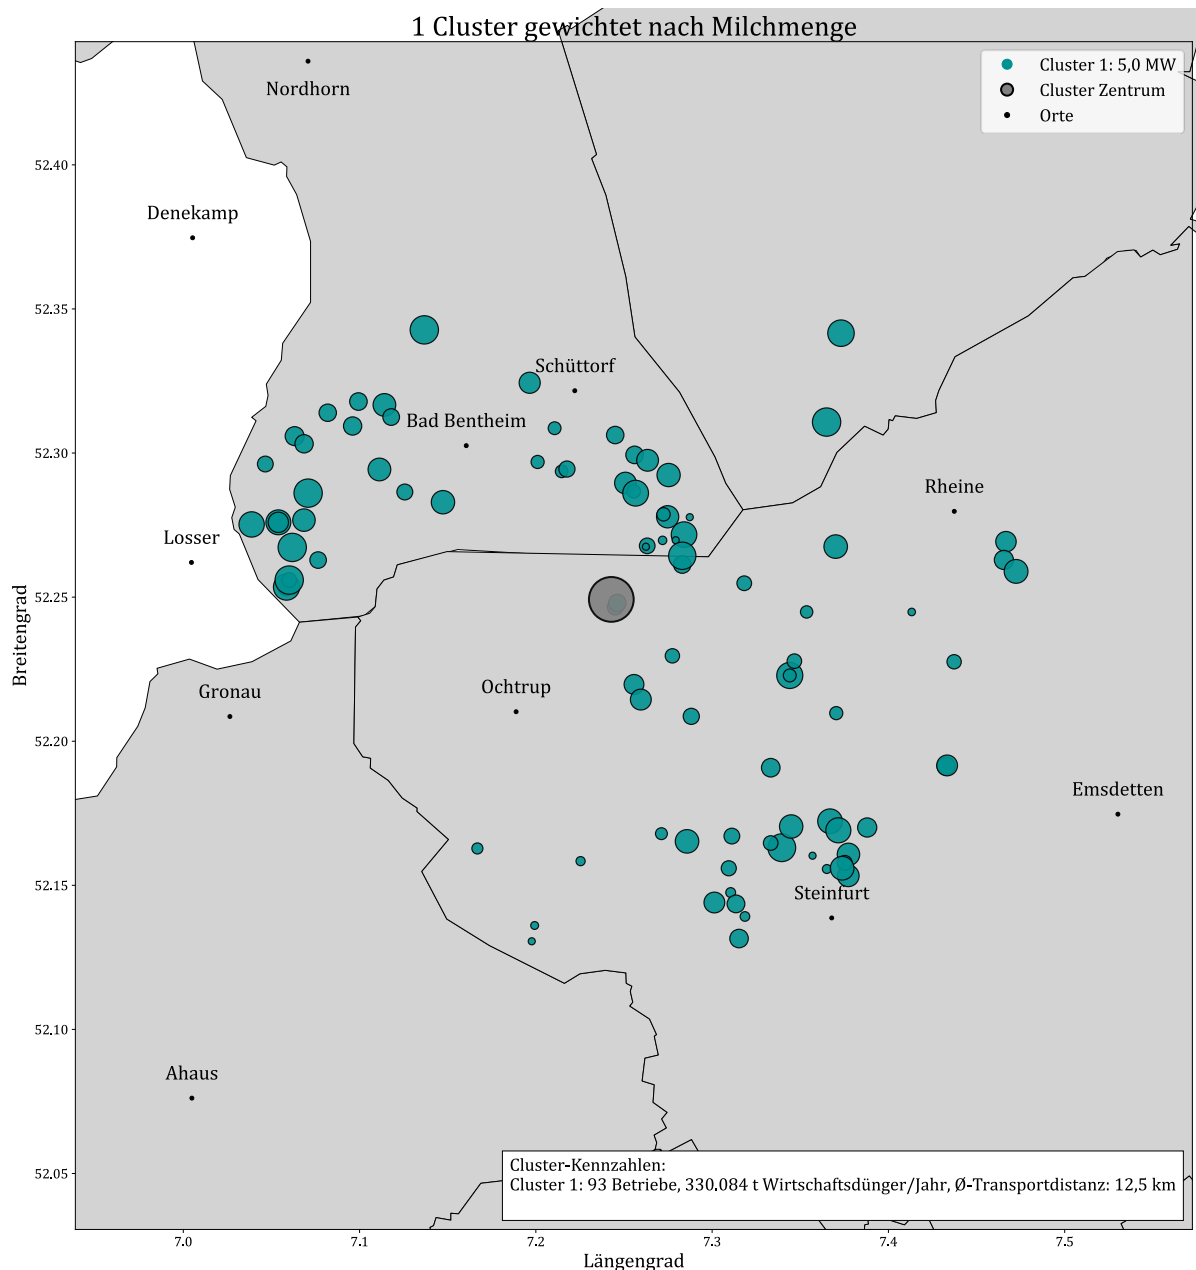 1 Cluster gewichtet nach Milchmenge
Cluster 1: 5,0 MW
Cluster Zentrum
Orte
Nordhorn
52.40
Denekamp
52.35
Schüttorf
Bad Bentheim
52.30
Rheine
Losser
52.25
Breitengrad
Gronau
Ochtrup
52.20
Emsdetten
52.15
Steinfurt
52.10
Ahaus
52.05
Cluster-Kennzahlen:
Cluster 1: 93 Betriebe, 330.084 t Wirtschaftsdünger/Jahr, Ø-Transportdistanz: 12,5 km
7.0 7.1 7.2 7.3 7.4 7.5
Längengrad